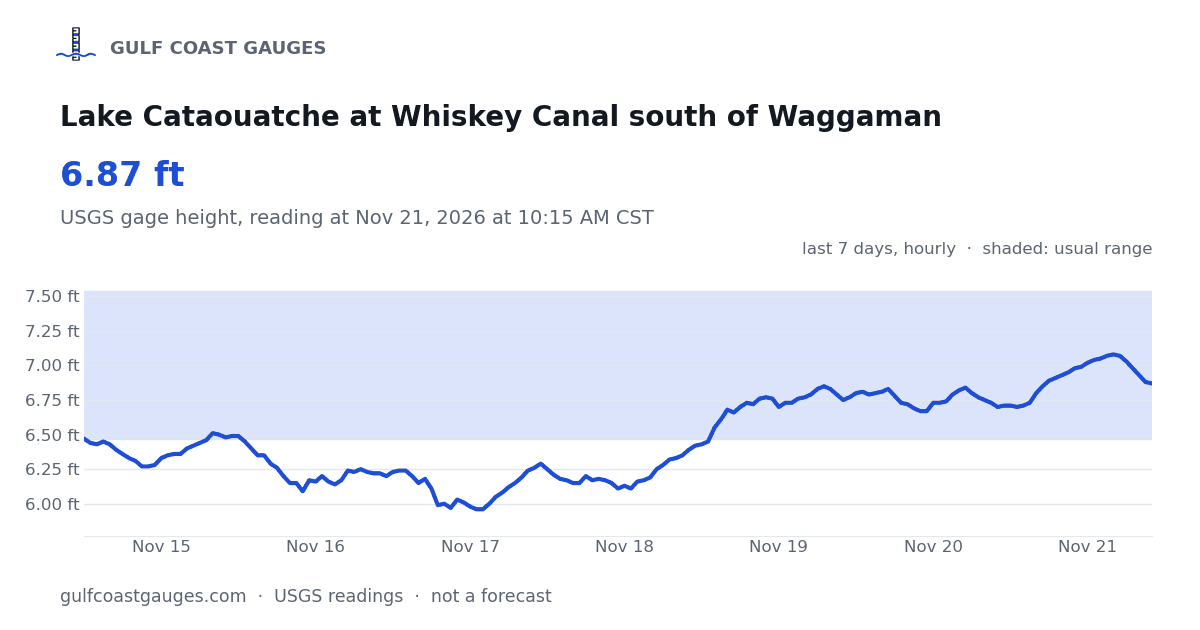 GULF COAST GAUGES
Lake Cataouatche at Whiskey Canal south of Waggaman
6.87 ft
USGS gage height, reading at Nov 21, 2026 at 10:15 AM CST
last 7 days, hourly · shaded: usual range
7.50 ft
7.25 ft
7.00 ft
6.75 ft
6.50 ft
6.25 ft
6.00 ft
Nov 15 Nov 16 Nov 17 Nov 18 Nov 19 Nov 20 Nov 21
gulfcoastgauges.com · USGS readings · not a forecast